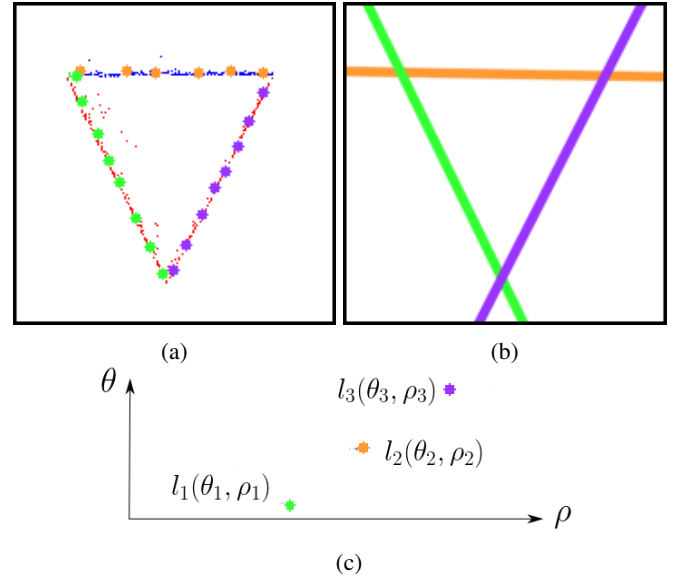 (a)
(b)
θ
l₃(θ₃, ρ₃)
l₂(θ₂, ρ₂)
l₁(θ₁, ρ₁)
ρ
(c)